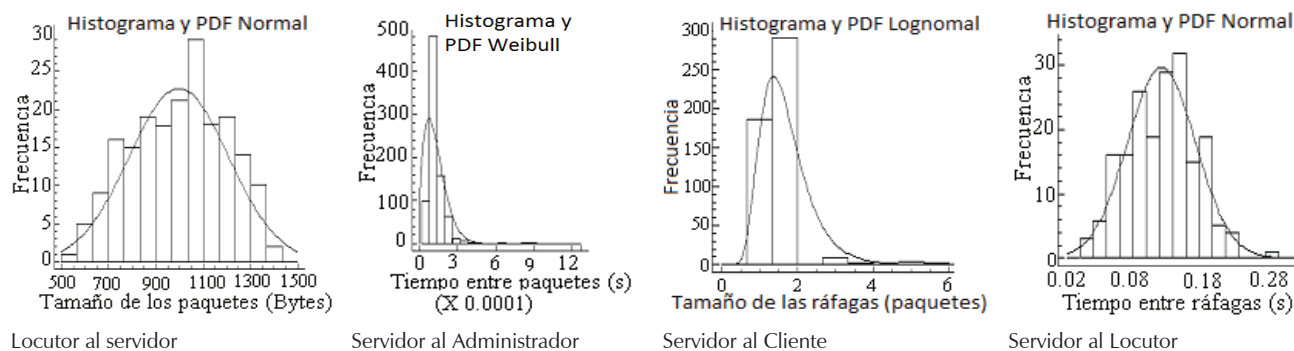 Histograma y PDF Normal
Frecuencia
30
25
20
15
10
5
0
500 700 900 1100 1300 1500
Tamaño de los paquetes (Bytes)
Locutor al servidor
Histograma y
PDF Weibull
Frecuencia
500
400
300
200
100
0
0 3 6 9 12
Tiempo entre paquetes (s)
(X 0.0001)
Servidor al Administrador
Histograma y PDF Lognomal
Frecuencia
300
250
200
150
100
50
0
0 2 4 6
Tamaño de las ráfagas (paquetes)
Servidor al Cliente
Histograma y PDF Normal
Frecuencia
30
20
10
0
0.02 0.08 0.18 0.28
Tiempo entre ráfagas (s)
Servidor al Locutor